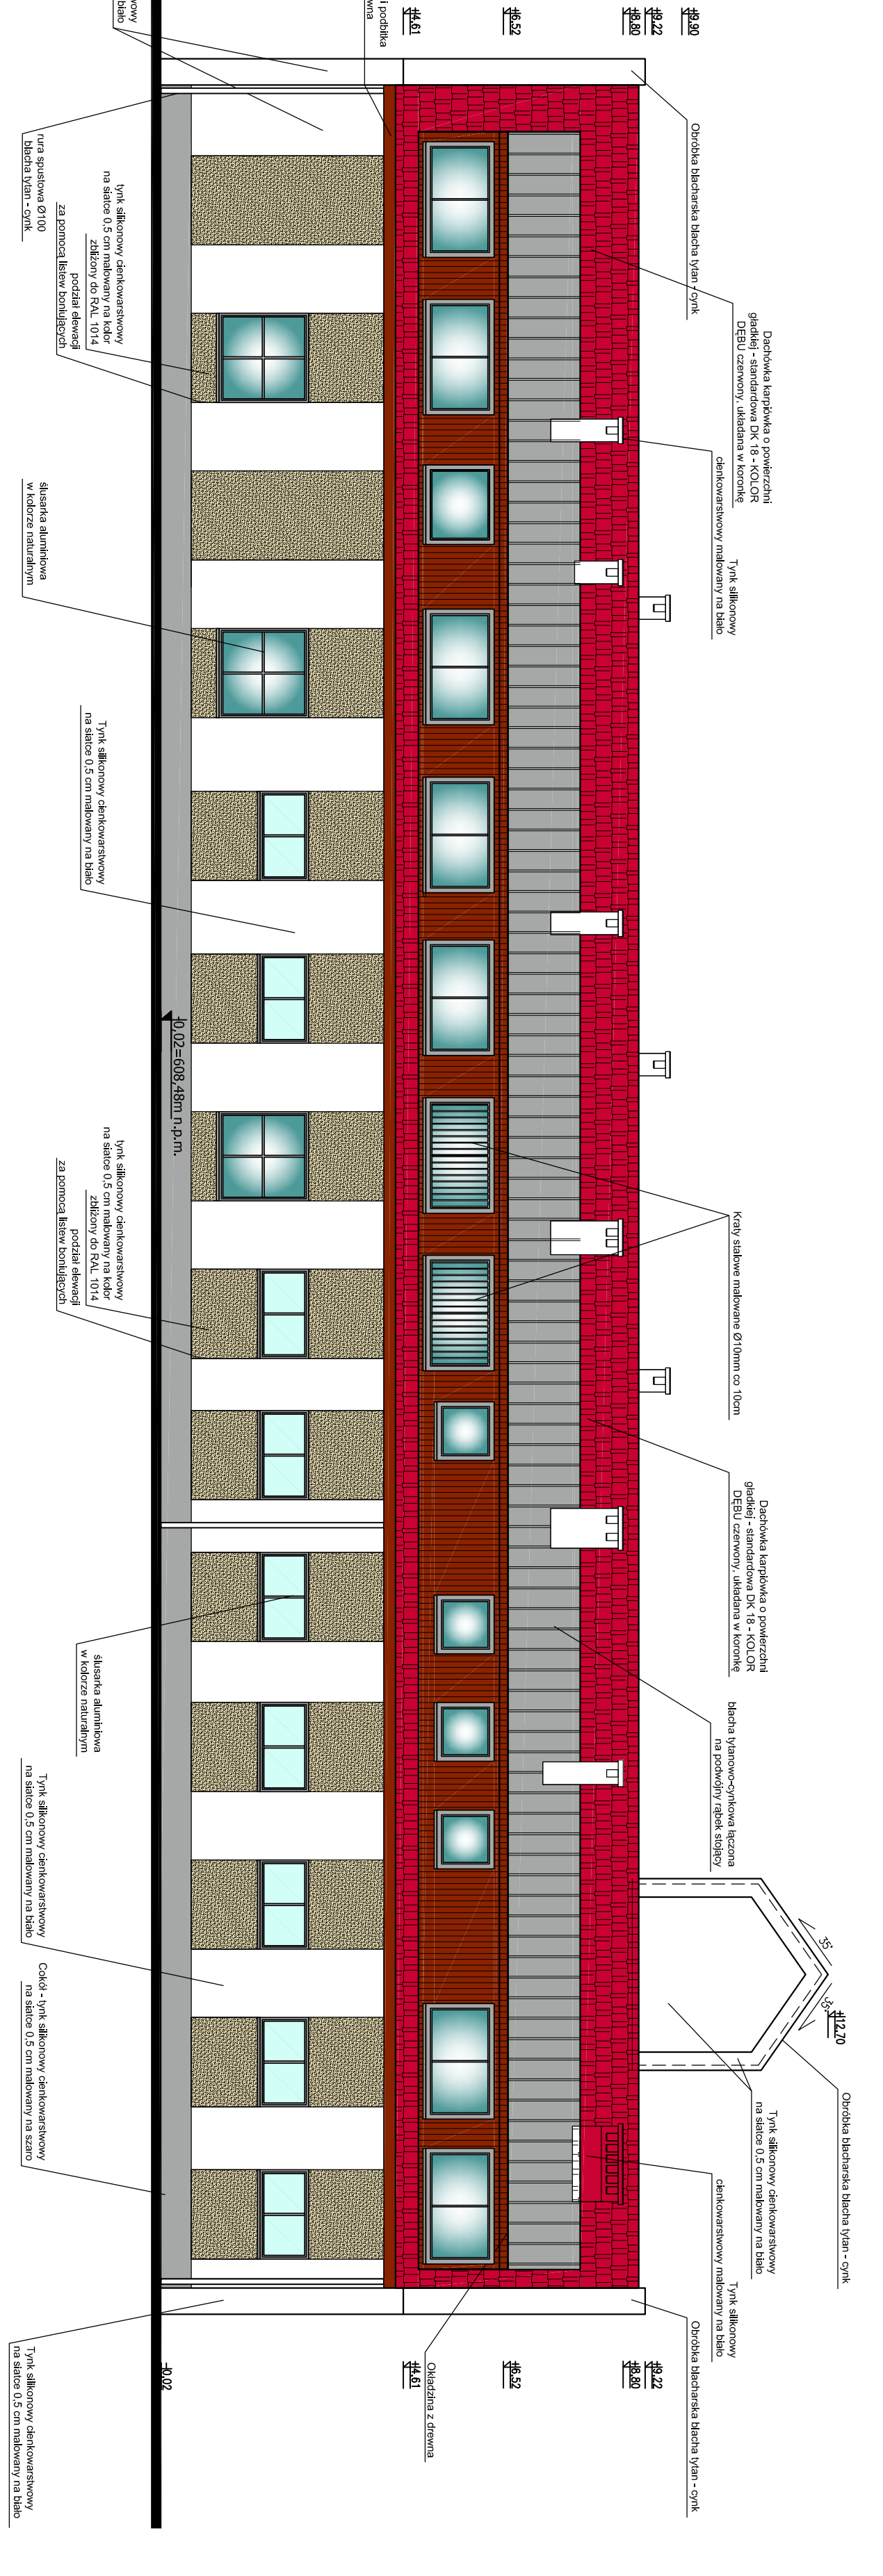 +9.90
+9.22
+8.80
+6.52
+4.61
i podbitka
wna
owy
biało
Obróbka blacharska blacha tytan - cynk
Dachówka karpiówka o powierzchni
gładkiej - standardowa DK 18 - KOLOR
DĘBU czerwony, układana w koronkę
Tynk silikonowy
cienkowarstwowy malowany na biało
Kraty stalowe malowane Ø10mm co 10cm
Dachówka karpiówka o powierzchni
gładkiej - standardowa DK 18 - KOLOR
DĘBU czerwony, układana w koronkę
blacha tytanowo-cynkowa łączona
na podwójny rąbek stojący
35°
35°
+12.70
Obróbka blacharska blacha tytan - cynk
Tynk silikonowy cienkowarstwowy
na siatce 0,5 cm malowany na biało
Tynk silikonowy
cienkowarstwowy malowany na biało
Obróbka blacharska blacha tytan - cynk
+9.22
+8.80
+6.52
+4.61
-0.02
Okładzina z drewna
-0,02=608,48m n.p.m.
rura spustowa Ø100
blacha tytan - cynk
tynk silikonowy cienkowarstwowy
na siatce 0,5 cm malowany na kolor
zbliżony do RAL 1014
podział elewacji
za pomocą listew boniujących
ślusarka aluminiowa
w kolorze naturalnym
Tynk silikonowy cienkowarstwowy
na siatce 0,5 cm malowany na biało
tynk silikonowy cienkowarstwowy
na siatce 0,5 cm malowany na kolor
zbliżony do RAL 1014
podział elewacji
za pomocą listew boniujących
ślusarka aluminiowa
w kolorze naturalnym
Tynk silikonowy cienkowarstwowy
na siatce 0,5 cm malowany na biało
Cokół - tynk silikonowy cienkowarstwowy
na siatce 0,5 cm malowany na szaro
Tynk silikonowy cienkowarstwowy
na siatce 0,5 cm malowany na biało